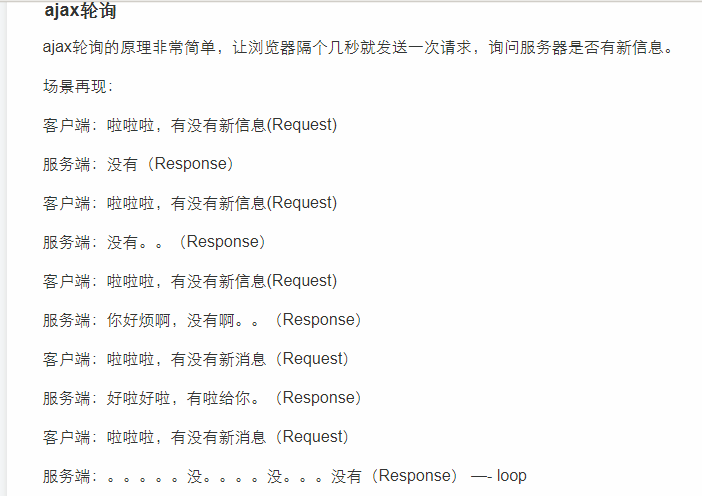 ajax轮询
ajax轮询的原理非常简单，让浏览器隔个几秒就发送一次请求，询问服务器是否有新信息。
场景再现：
客户端：啦啦啦，有没有新信息(Request)
服务端：没有（Response）
客户端：啦啦啦，有没有新信息(Request)
服务端：没有。。（Response）
客户端：啦啦啦，有没有新信息(Request)
服务端：你好烦啊，没有啊。。（Response）
客户端：啦啦啦，有没有新消息（Request）
服务端：好啦好啦，有啦给你。（Response）
客户端：啦啦啦，有没有新消息（Request）
服务端：。。。。。没。。。。没。。。没有（Response） —- loop